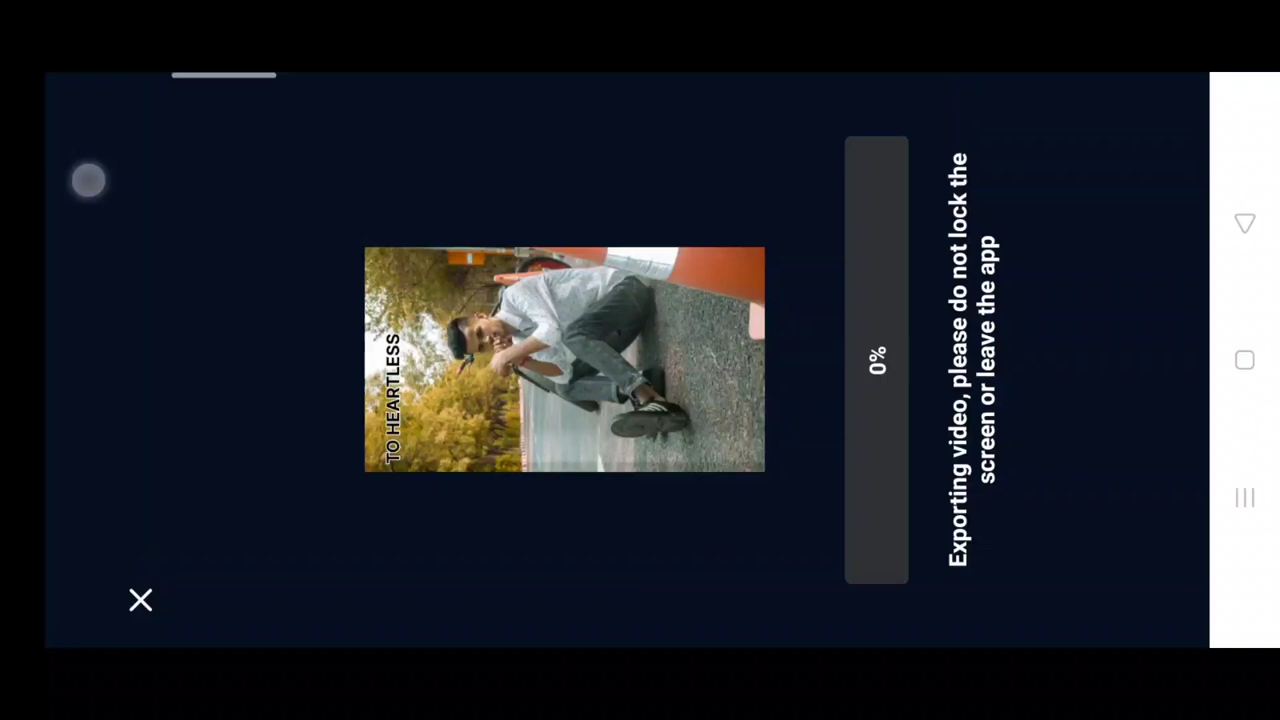 TO HEARTLESS
0%
Exporting video, please do not lock the
screen or leave the app